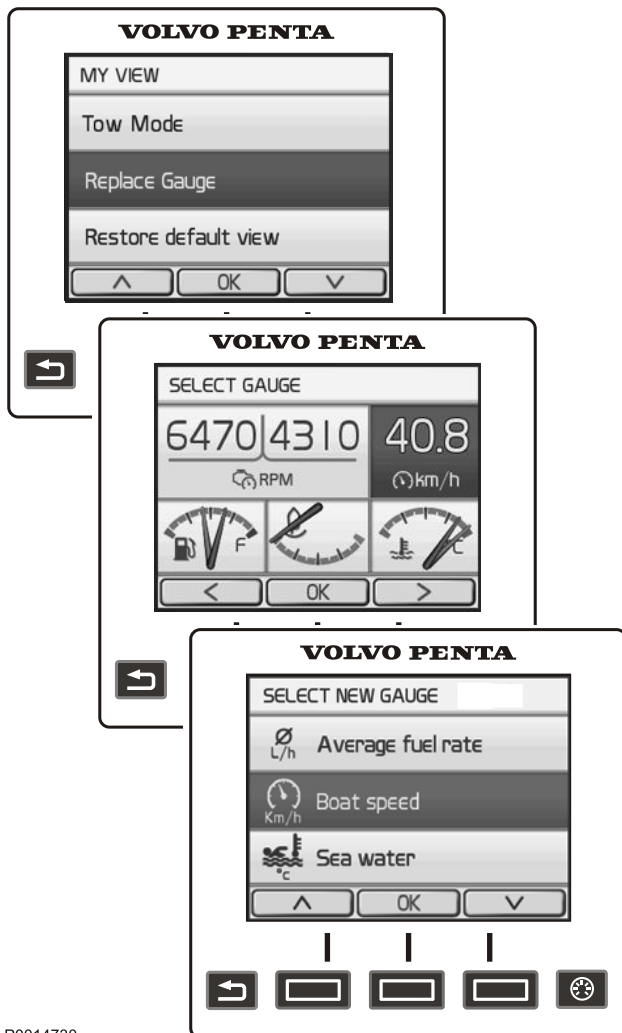 VOLVO PENTA
MY VIEW
Tow Mode
Replace Gauge
Restore default view
OK
VOLVO PENTA
SELECT GAUGE
6470 4310 40.8
RPM km/h
F C
OK
VOLVO PENTA
SELECT NEW GAUGE
Ø L/h Average fuel rate
Km/h Boat speed
°c Sea water
OK